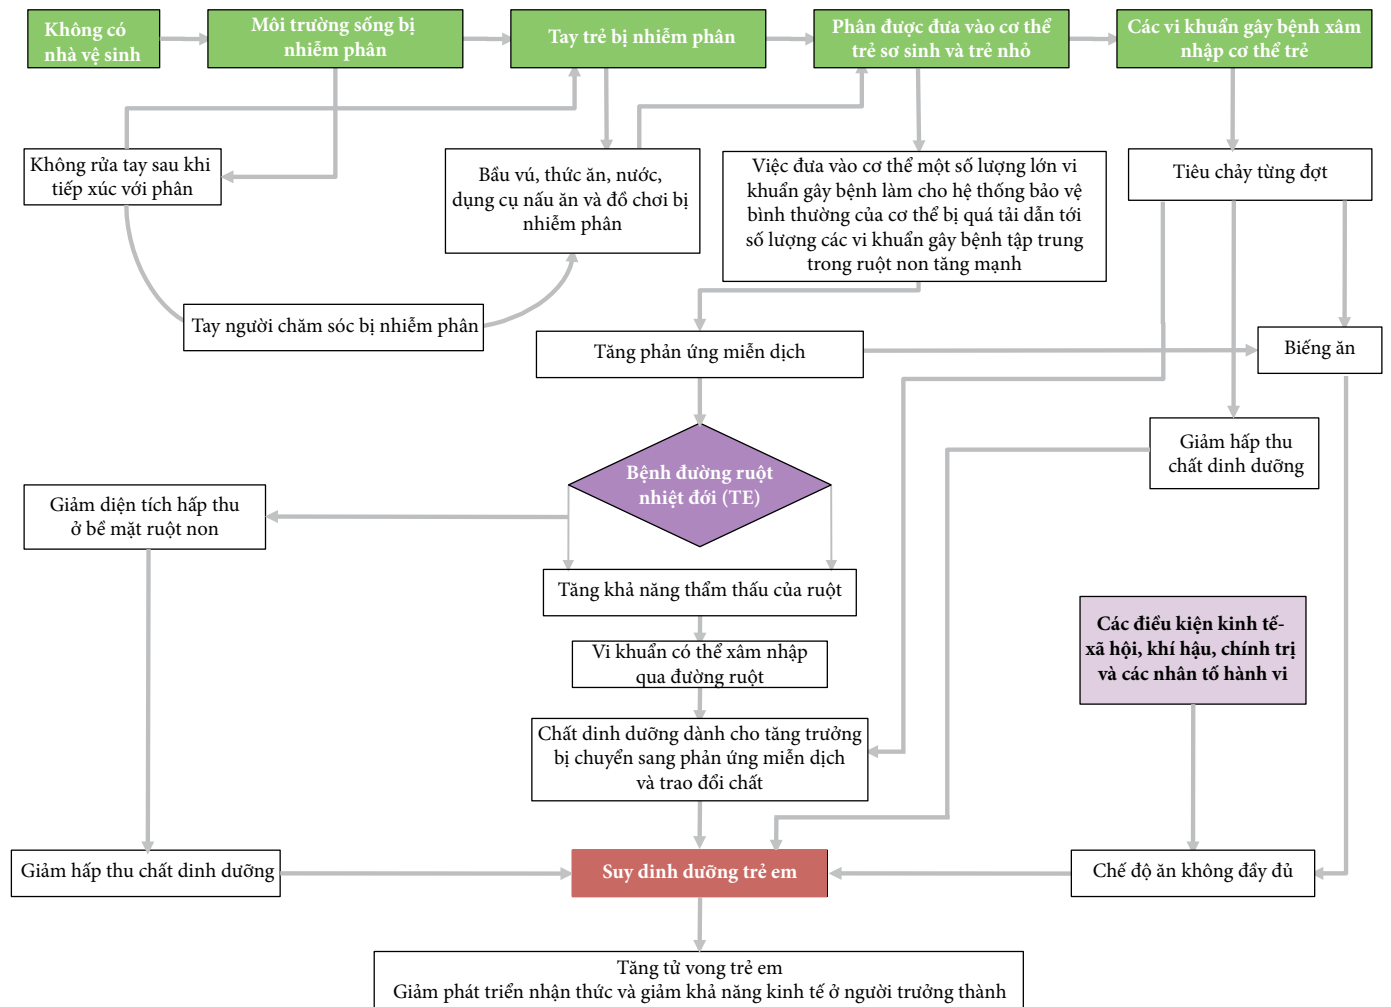 Không có
nhà vệ sinh
Môi trường sống bị
nhiễm phân
Tay trẻ bị nhiễm phân
Phân được đưa vào cơ thể
trẻ sơ sinh và trẻ nhỏ
Các vi khuẩn gây bệnh xâm
nhập cơ thể trẻ
Không rửa tay sau khi
tiếp xúc với phân
Bầu vú, thức ăn, nước,
dụng cụ nấu ăn và đồ chơi bị
nhiễm phân
Việc đưa vào cơ thể một số lượng lớn vi
khuẩn gây bệnh làm cho hệ thống bảo vệ
bình thường của cơ thể bị quá tải dẫn tới
số lượng các vi khuẩn gây bệnh tập trung
trong ruột non tăng mạnh
Tiêu chảy từng đợt
Tay người chăm sóc bị nhiễm phân
Tăng phản ứng miễn dịch
Biếng ăn
Giảm hấp thu
chất dinh dưỡng
Bệnh đường ruột
nhiệt đới (TE)
Giảm diện tích hấp thu
ở bề mặt ruột non
Tăng khả năng thẩm thấu của ruột
Vi khuẩn có thể xâm nhập
qua đường ruột
Các điều kiện kinh tế-
xã hội, khí hậu, chính trị
và các nhân tố hành vi
Chất dinh dưỡng dành cho tăng trưởng
bị chuyển sang phản ứng miễn dịch
và trao đổi chất
Giảm hấp thu chất dinh dưỡng
Suy dinh dưỡng trẻ em
Chế độ ăn không đầy đủ
Tăng tử vong trẻ em
Giảm phát triển nhận thức và giảm khả năng kinh tế ở người trưởng thành